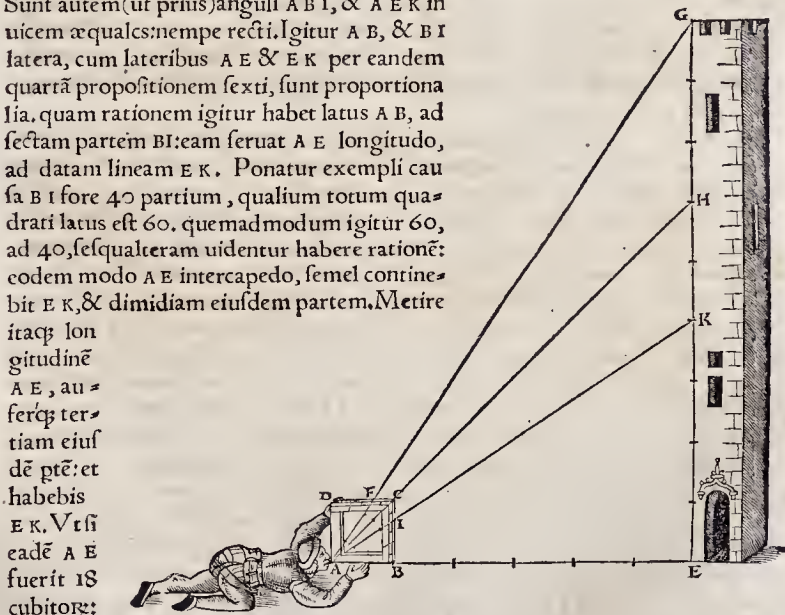 Sunt autem (ut prius) anguli A B I, & A E K in
uicem æquales: nempe recti. Igitur A B, & B I
latera, cum lateribus A E & E K per eandem
quartã propositionem sexti, sunt proportiona
lia. quam rationem igitur habet latus A B, ad
sectam partem BI: eam seruat A E longitudo,
ad datam lineam E K. Ponatur exempli cau
sa B I fore 40 partium, qualium totum qua⸗
drati latus est 60. quemadmodum igitur 60,
ad 40, sesqualteram uidentur habere rationẽ:
eodem modo A E intercapedo, semel contine⸗
bit E K, & dimidiam eiusdem partem. Metire
itaqꝫ lon
gitudinẽ
A E, au⸗
ferqꝫ ter⸗
tiam eius
dẽ ptẽ: et
habebis
E K. Vt si
eadẽ A E
fuerit 18
cubitoꝝ:
G
H
K
D F C
I
A B E